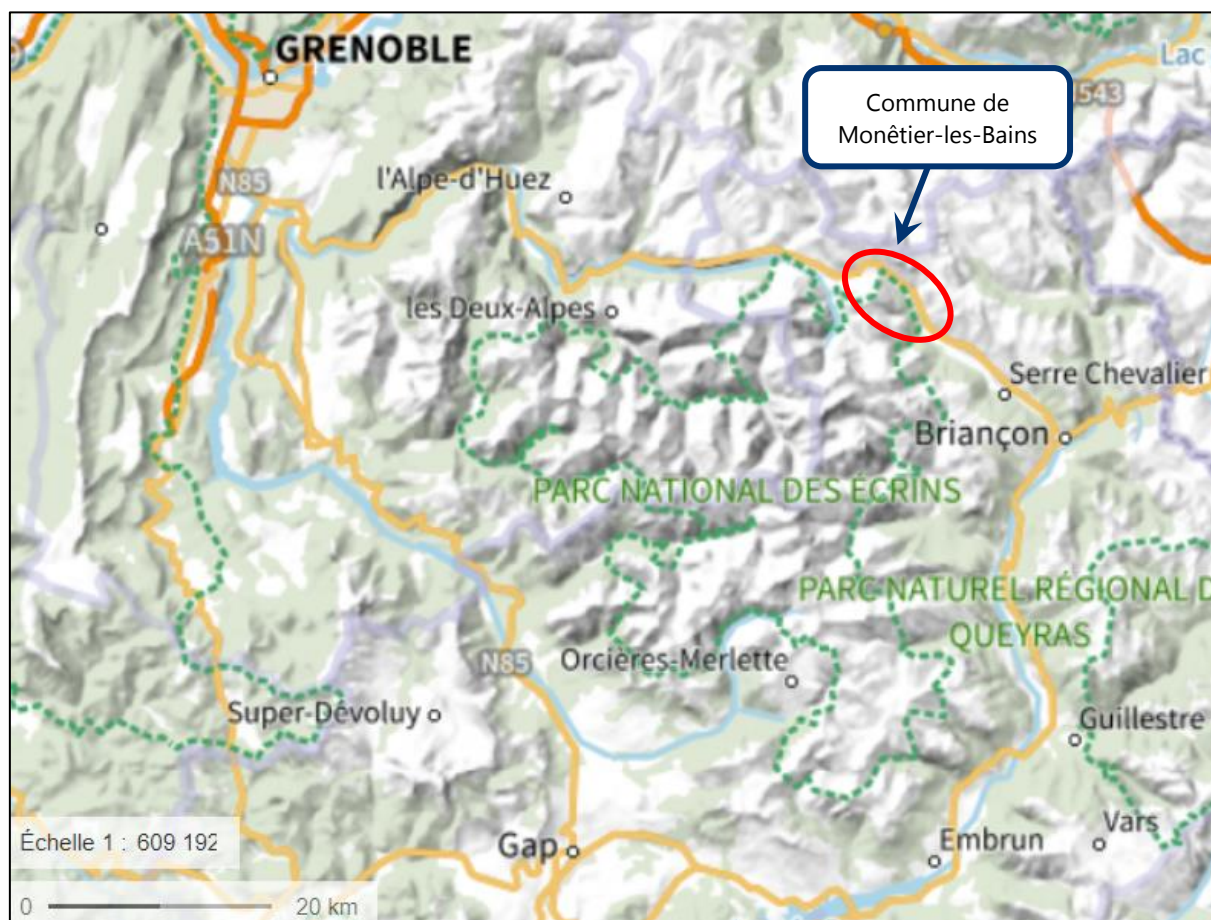 GRENOBLE
Lac
Commune de
Monêtier-les-Bains
543
N85
l'Alpe-d'Huez
A51N
les Deux-Alpes
Serre Chevalier
Briançon
PARC NATIONAL DES ÉCRINS
PARC NATUREL RÉGIONAL D
QUEYRAS
N85
Orcières-Merlette
Super-Dévoluy
Guillestre
Échelle 1 : 609 192
Gap
Embrun
Vars
0
20 km